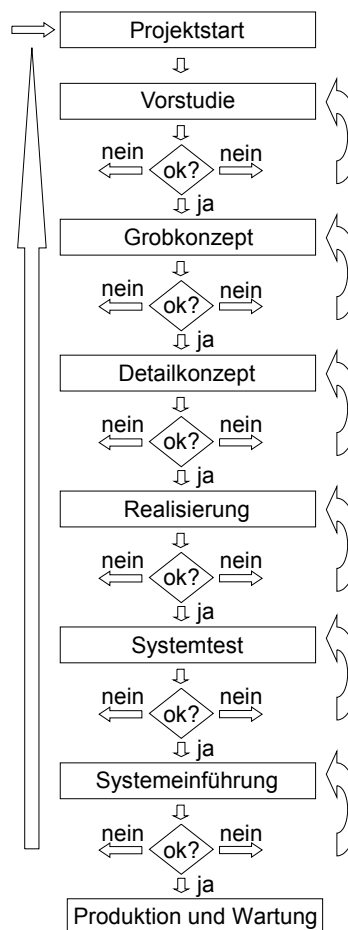 Projektstart
Vorstudie
nein nein
ok?
ja
Grobkonzept
nein nein
ok?
ja
Detailkonzept
nein nein
ok?
ja
Realisierung
nein nein
ok?
ja
Systemtest
nein nein
ok?
ja
Systemeinführung
nein nein
ok?
ja
Produktion und Wartung